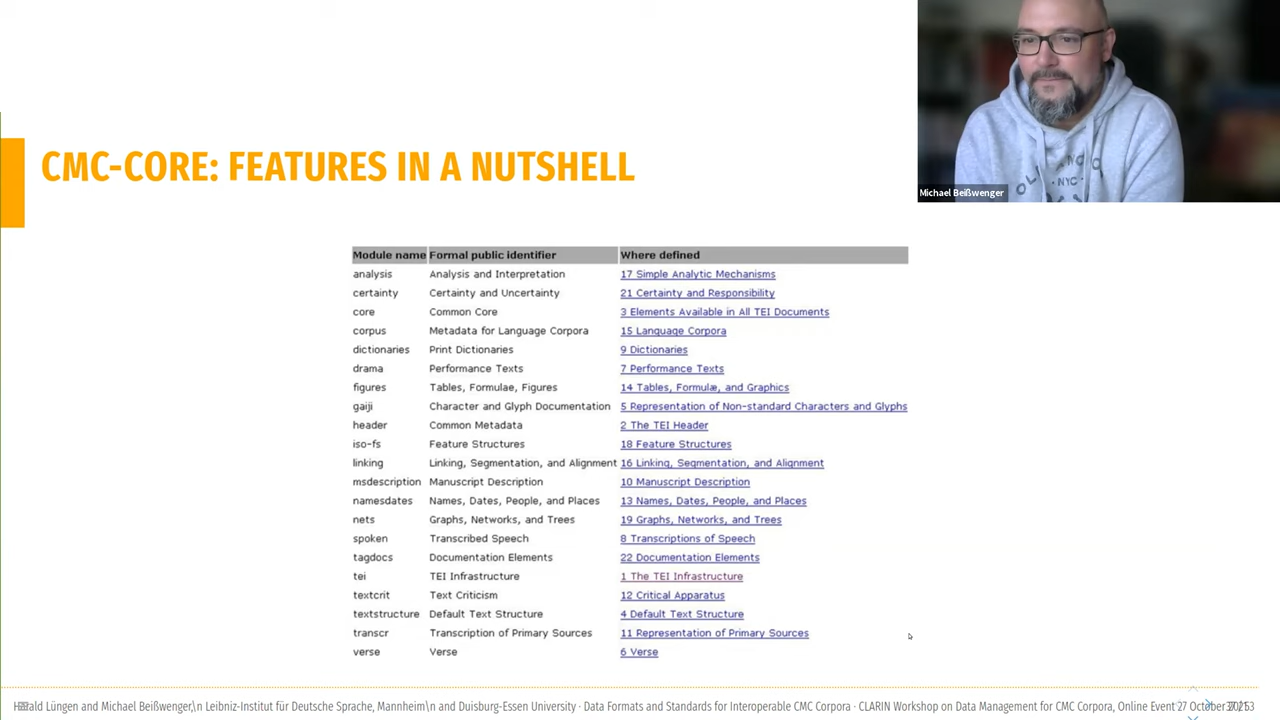 CMC-CORE: FEATURES IN A NUTSHELL
Michael Beißwenger
Module name Formal public identifier Where defined
analysis Analysis and Interpretation 17 Simple Analytic Mechanisms
certainty Certainty and Uncertainty 21 Certainty and Responsibility
core Common Core 3 Elements Available in All TEI Documents
corpus Metadata for Language Corpora 15 Language Corpora
dictionaries Print Dictionaries 9 Dictionaries
drama Performance Texts 7 Performance Texts
figures Tables, Formulae, Figures 14 Tables, Formulæ, and Graphics
gaiji Character and Glyph Documentation 5 Representation of Non-standard Characters and Glyphs
header Common Metadata 2 The TEI Header
iso-fs Feature Structures 18 Feature Structures
linking Linking, Segmentation, and Alignment 16 Linking, Segmentation, and Alignment
msdescription Manuscript Description 10 Manuscript Description
namesdates Names, Dates, People, and Places 13 Names, Dates, People, and Places
nets Graphs, Networks, and Trees 19 Graphs, Networks, and Trees
spoken Transcribed Speech 8 Transcriptions of Speech
tagdocs Documentation Elements 22 Documentation Elements
tei TEI Infrastructure 1 The TEI Infrastructure
textcrit Text Criticism 12 Critical Apparatus
textstructure Default Text Structure 4 Default Text Structure
transcr Transcription of Primary Sources 11 Representation of Primary Sources
verse Verse 6 Verse
Harald Lüngen and Michael Beißwenger,\n Leibniz-Institut für Deutsche Sprache, Mannheim\n and Duisburg-Essen University · Data Formats and Standards for Interoperable CMC Corpora · CLARIN Workshop on Data Management for CMC Corpora, Online Event 27 October